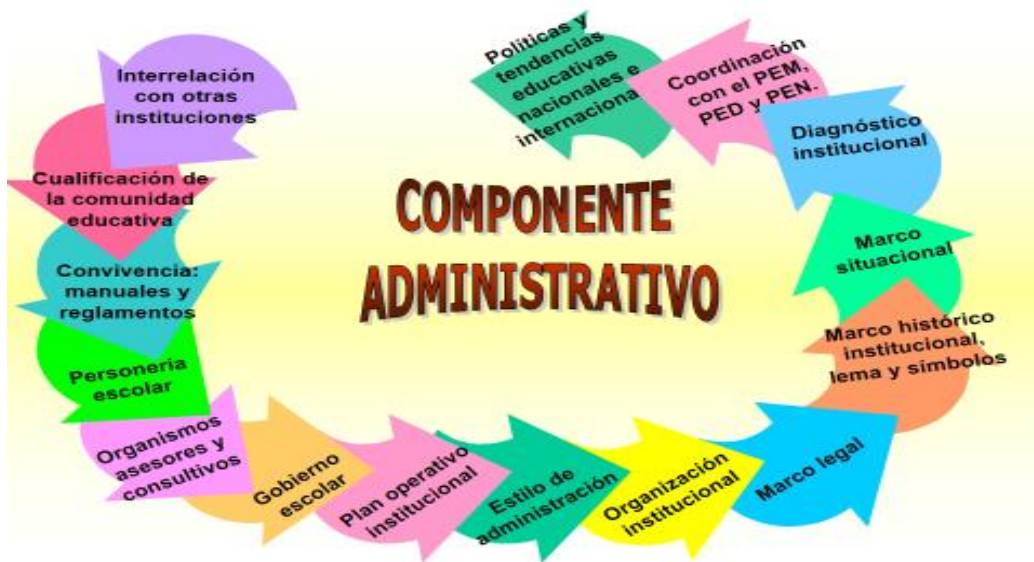 Interrelación
con otras
instituciones
Cualificación de
la comunidad
educativa
Convivencia:
manuales y
reglamentos
Personería
escolar
Organismos
asesores y
consultivos
Gobierno
escolar
Plan operativo
institucional
Estilo de
administración
Organización
institucional
Marco legal
Marco histórico
institucional,
lema y símbolos
Marco
situacional
Diagnóstico
institucional
Coordinación
con el PEM,
PED y PEN.
Políticas y
tendencias
educativas
nacionales e
internaciona
COMPONENTE
ADMINISTRATIVO